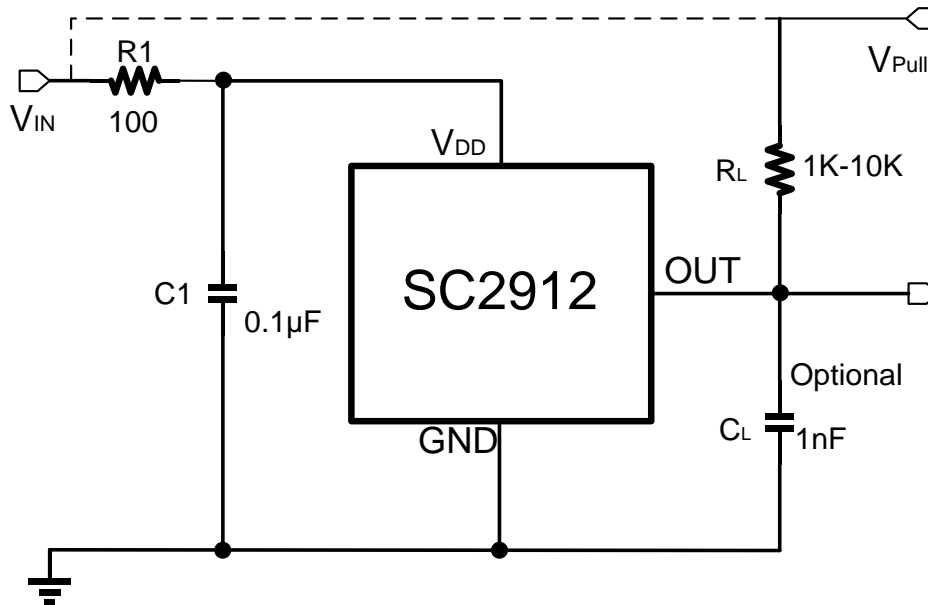 R1
VIN
100
VPull
VDD
RL
1K-10K
SC2912
OUT
C1
0.1µF
Optional
GND
CL
1nF